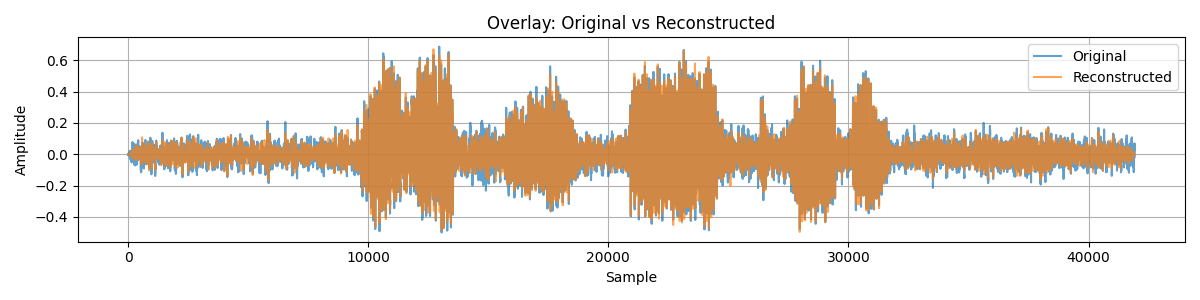 Overlay: Original vs Reconstructed
Original
Reconstructed
Amplitude
0.6
0.4
0.2
0.0
−0.2
−0.4
0 10000 20000 30000 40000
Sample